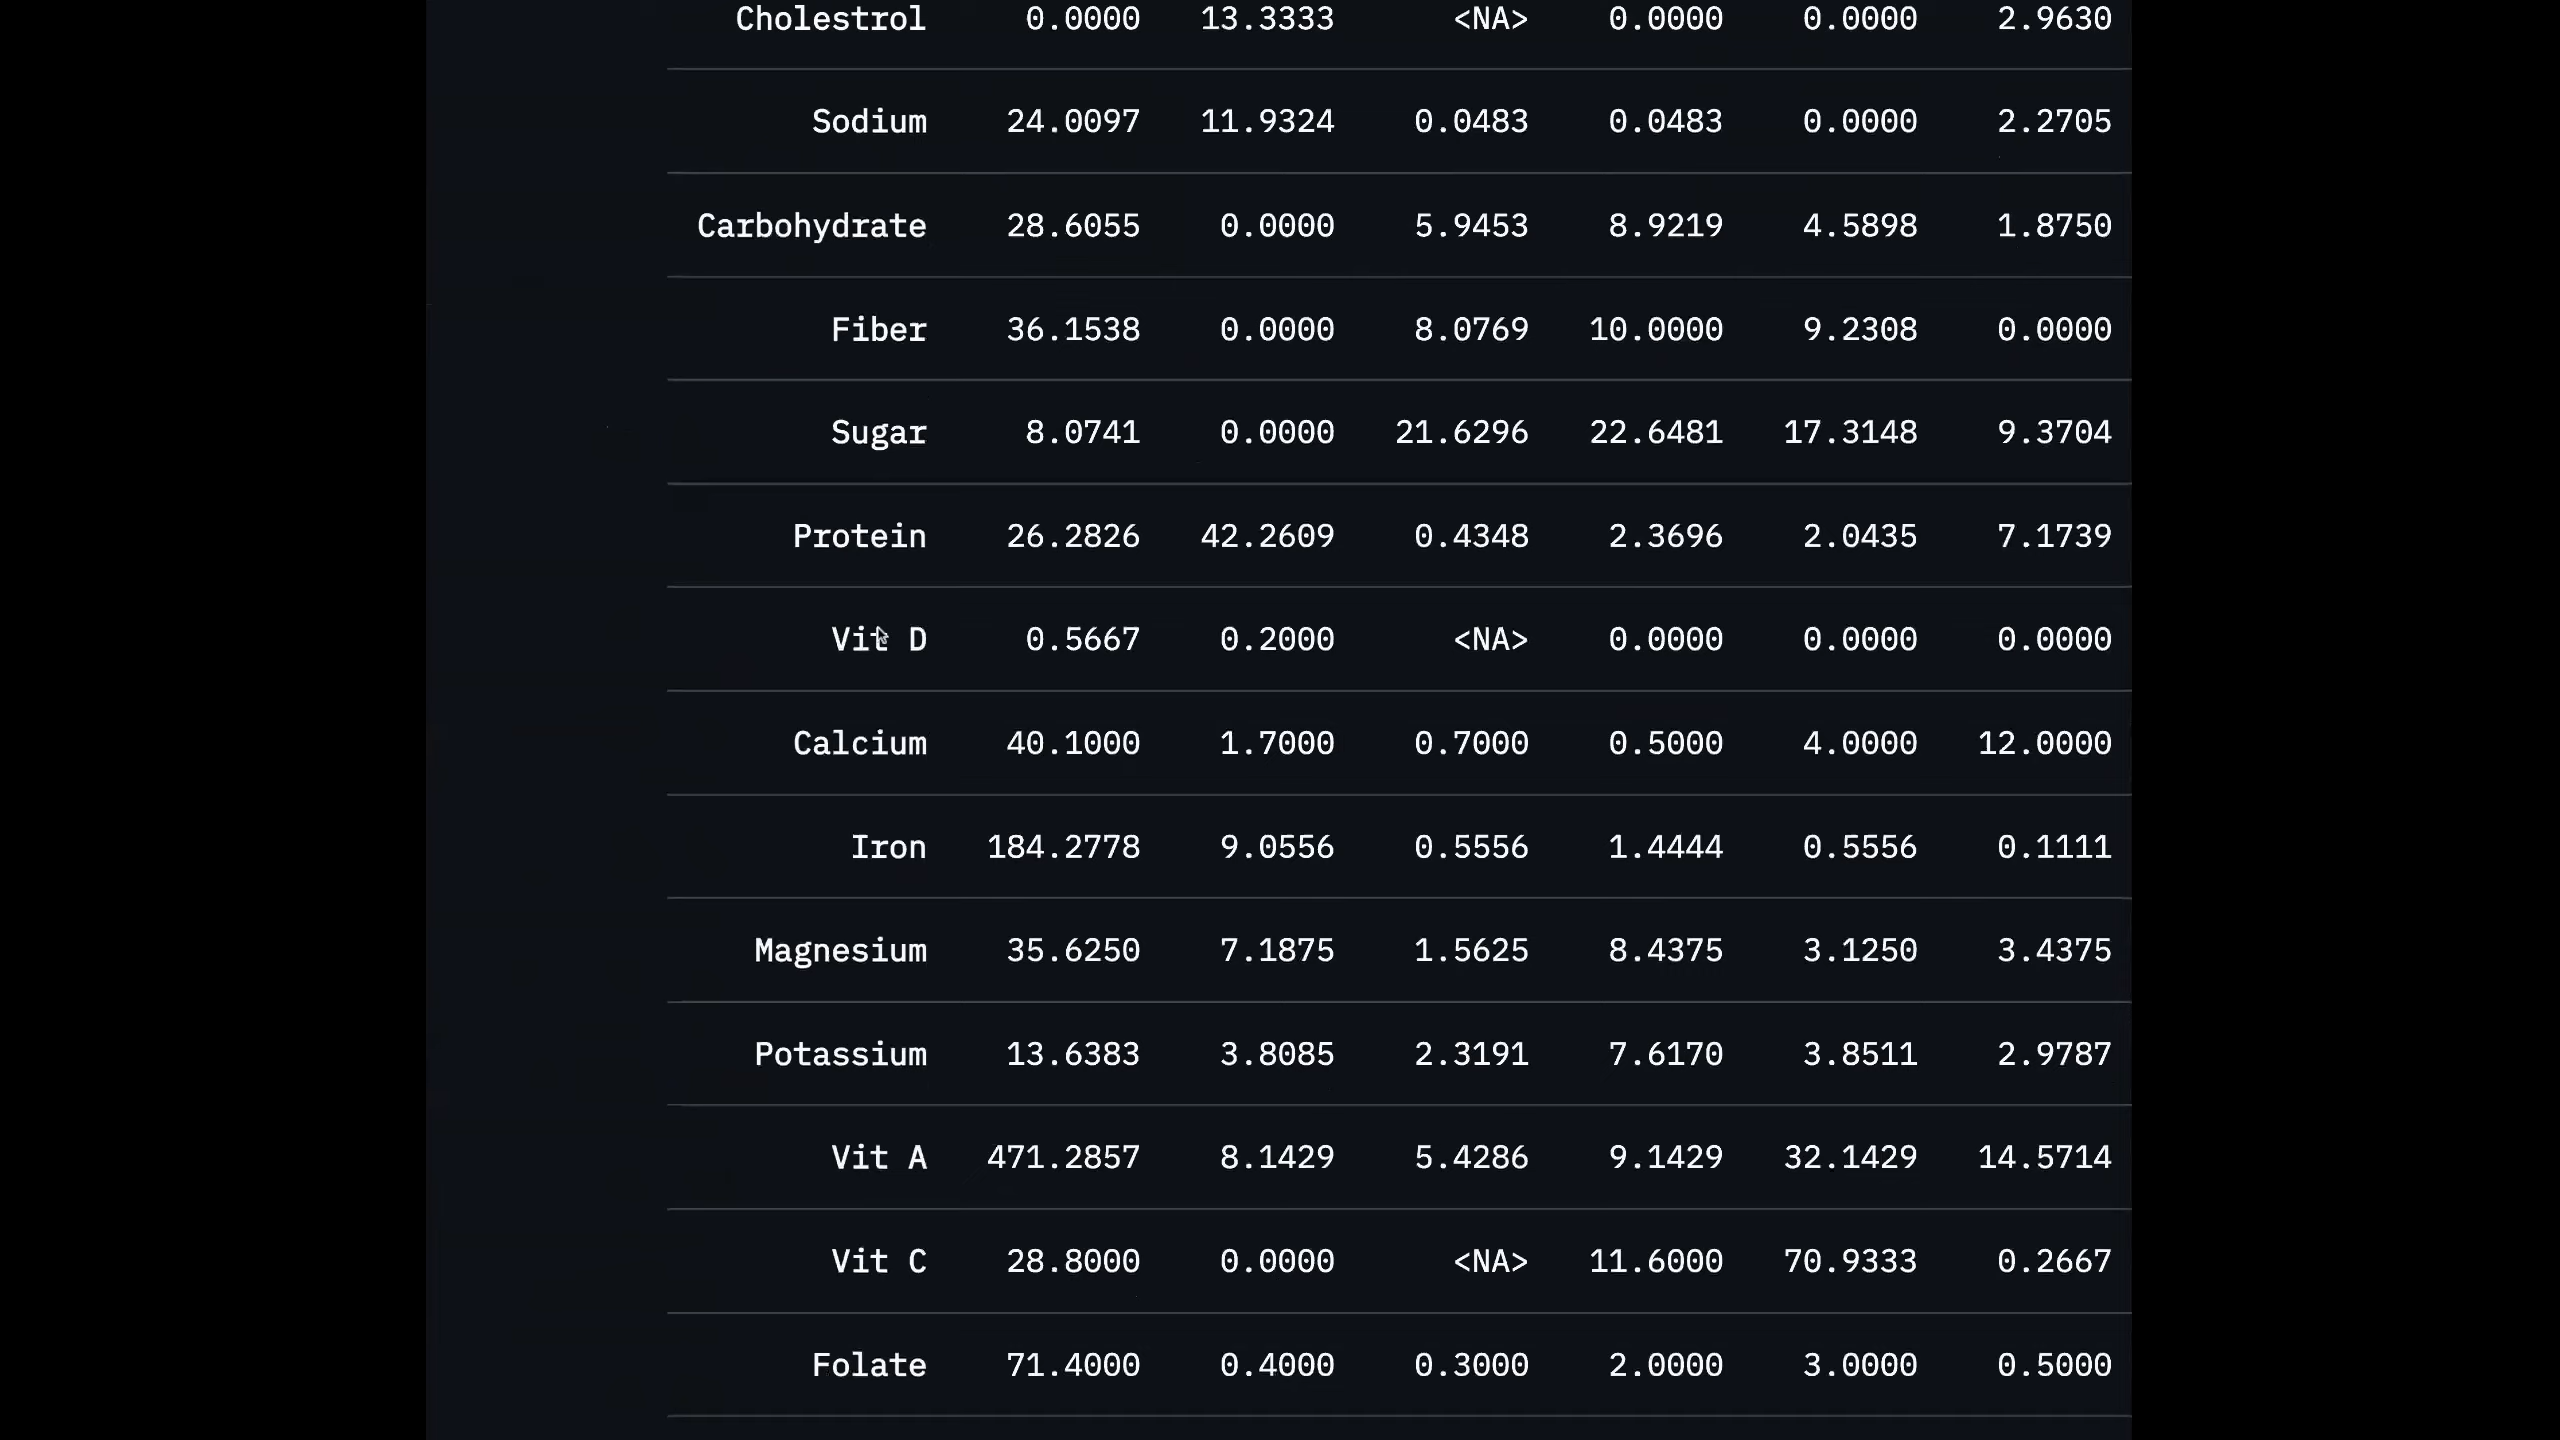 Cholestrol 0.0000 13.3333 <NA> 0.0000 0.0000 2.9630
Sodium 24.0097 11.9324 0.0483 0.0483 0.0000 2.2705
Carbohydrate 28.6055 0.0000 5.9453 8.9219 4.5898 1.8750
Fiber 36.1538 0.0000 8.0769 10.0000 9.2308 0.0000
Sugar 8.0741 0.0000 21.6296 22.6481 17.3148 9.3704
Protein 26.2826 42.2609 0.4348 2.3696 2.0435 7.1739
Vit D 0.5667 0.2000 <NA> 0.0000 0.0000 0.0000
Calcium 40.1000 1.7000 0.7000 0.5000 4.0000 12.0000
Iron 184.2778 9.0556 0.5556 1.4444 0.5556 0.1111
Magnesium 35.6250 7.1875 1.5625 8.4375 3.1250 3.4375
Potassium 13.6383 3.8085 2.3191 7.6170 3.8511 2.9787
Vit A 471.2857 8.1429 5.4286 9.1429 32.1429 14.5714
Vit C 28.8000 0.0000 <NA> 11.6000 70.9333 0.2667
Folate 71.4000 0.4000 0.3000 2.0000 3.0000 0.5000